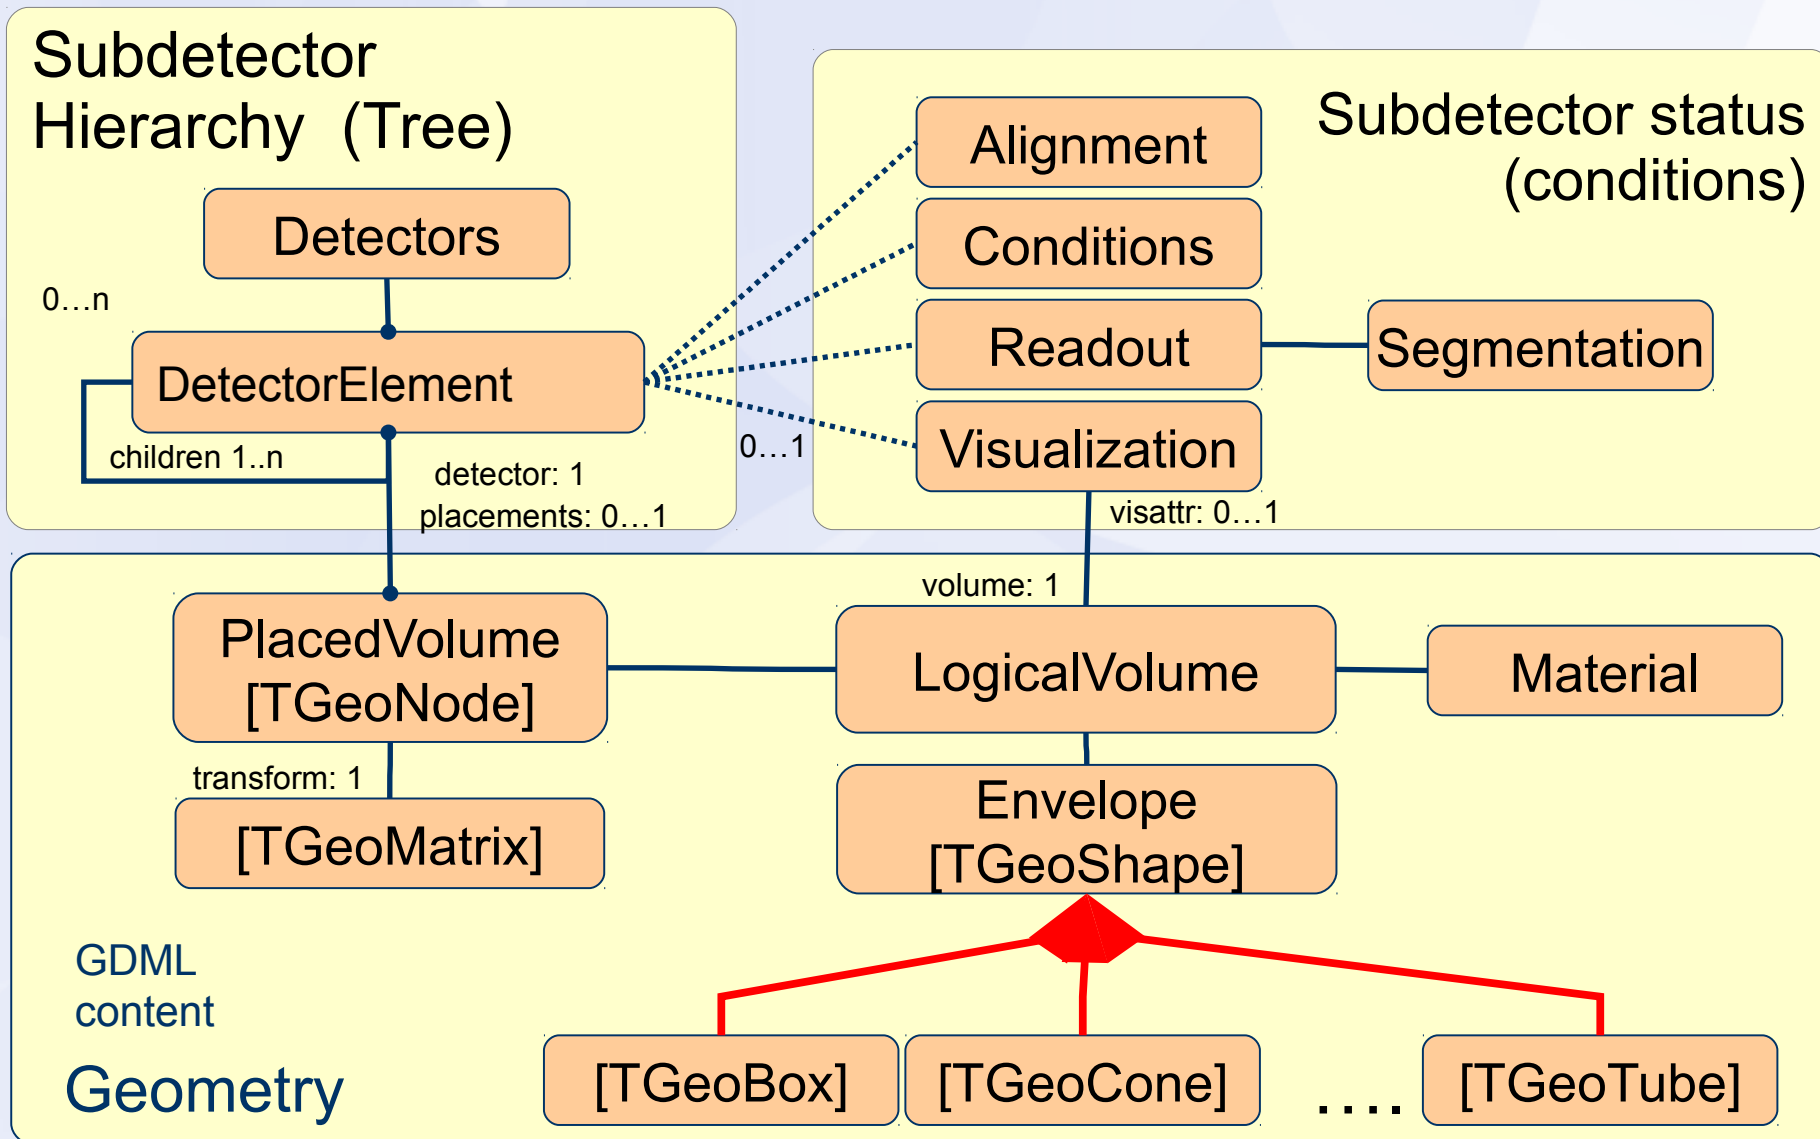 Subdetector
Hierarchy (Tree)
Detectors
0…n
DetectorElement
children 1..n
detector: 1
placements: 0…1
Subdetector status
(conditions)
Alignment
Conditions
Readout
Segmentation
Visualization
0…1
visattr: 0…1
volume: 1
PlacedVolume
[TGeoNode]
LogicalVolume
Material
transform: 1
[TGeoMatrix]
Envelope
[TGeoShape]
GDML
content
Geometry
[TGeoBox]
[TGeoCone]
….
[TGeoTube]